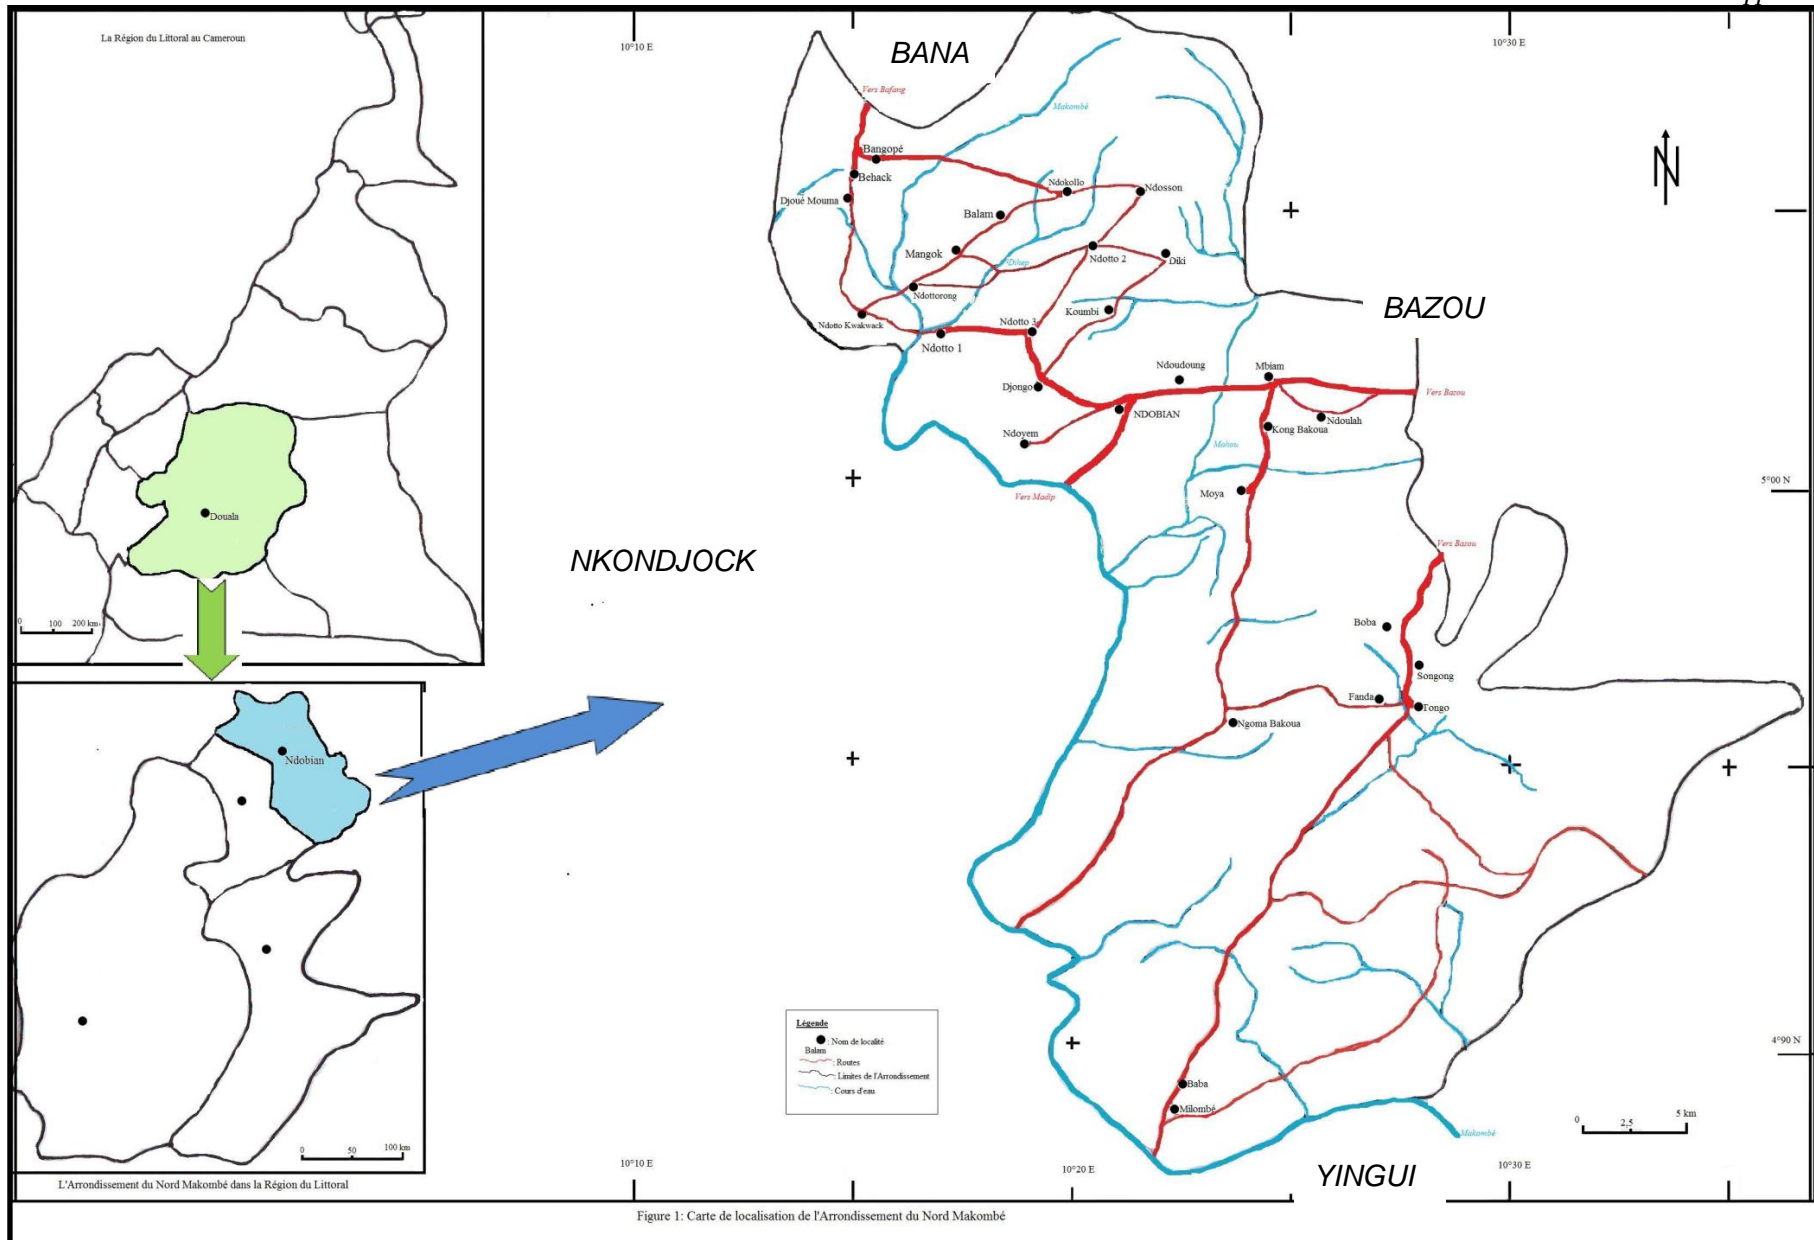 La Région du Littoral au Cameroun
10°10 E
10°30 E
BANA
Vers Bafang
Makombé
Bangopé
Behack
Djoué Mouma
Ndokollo
Ndosson
Balam
Mangok
Dihep
Ndotto 2
Diki
Ndottorong
Koumbi
BAZOU
Ndotto Kwakwack
Ndotto 3
Ndotto 1
Ndoudoung
Mbiam
Djongo
Vers Bazou
NDOBIAN
Ndoulah
Kong Bakoua
Ndoyem
Mahou
Vers Madip
Moya
5°00 N
Douala
NKONDJOCK
Vers Bazou
0 100 200 km
Boba
Songong
Fanda
Tongo
Ngoma Bakoua
Ndobian
Légende
: Nom de localité
Balam
: Routes
: Limites de l'Arrondissement
: Cours d'eau
4°90 N
Baba
Milombé
0 2,5 5 km
Makombé
0 50 100 km
10°10 E
10°20 E
10°30 E
YINGUI
L'Arrondissement du Nord Makombé dans la Région du Littoral
Figure 1: Carte de localisation de l'Arrondissement du Nord Makombé